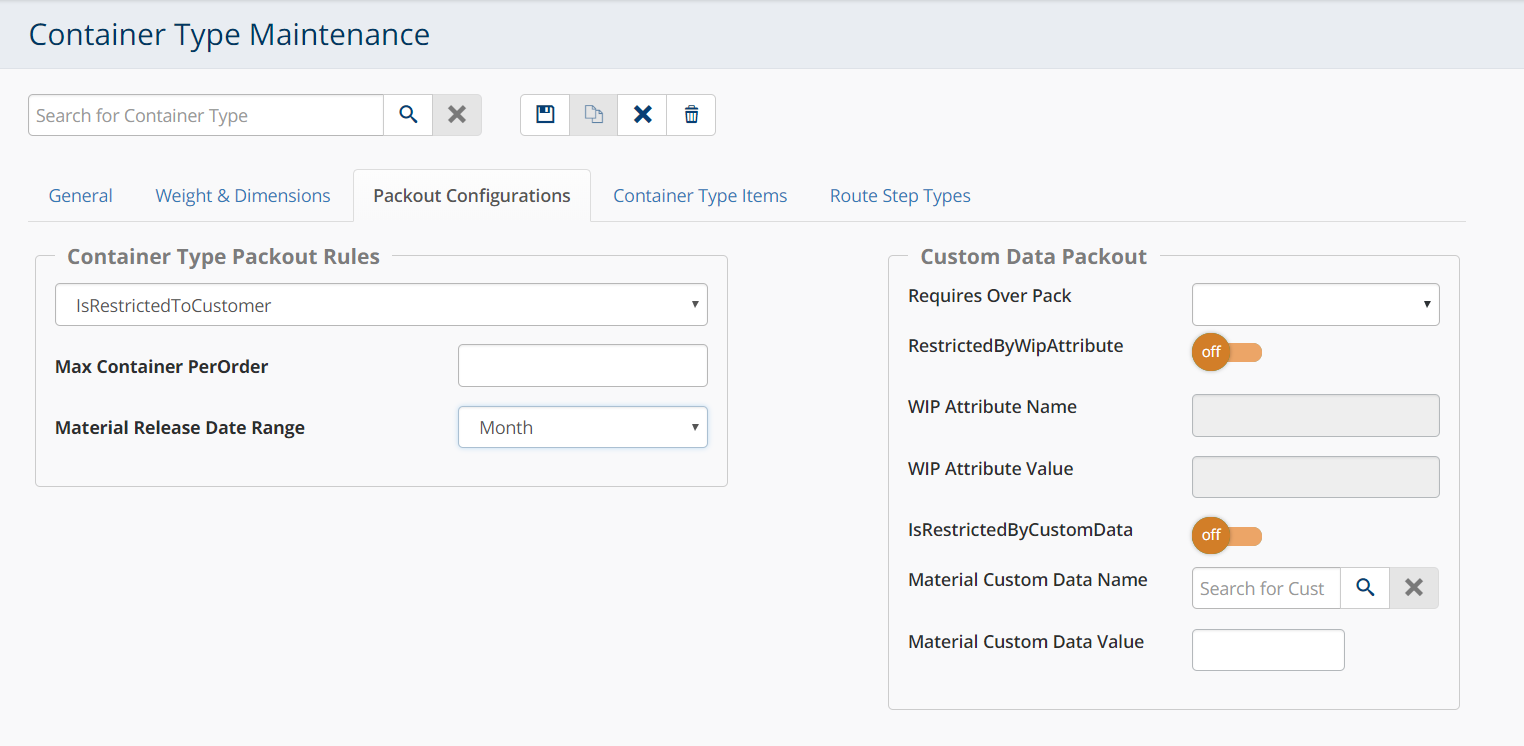 Container Type Maintenance
Search for Container Type
General Weight & Dimensions Packout Configurations Container Type Items Route Step Types
Container Type Packout Rules
IsRestrictedToCustomer
Max Container PerOrder
Material Release Date Range Month
Custom Data Packout
Requires Over Pack
RestrictedByWipAttribute off
WIP Attribute Name
WIP Attribute Value
IsRestrictedByCustomData off
Material Custom Data Name Search for Cust
Material Custom Data Value